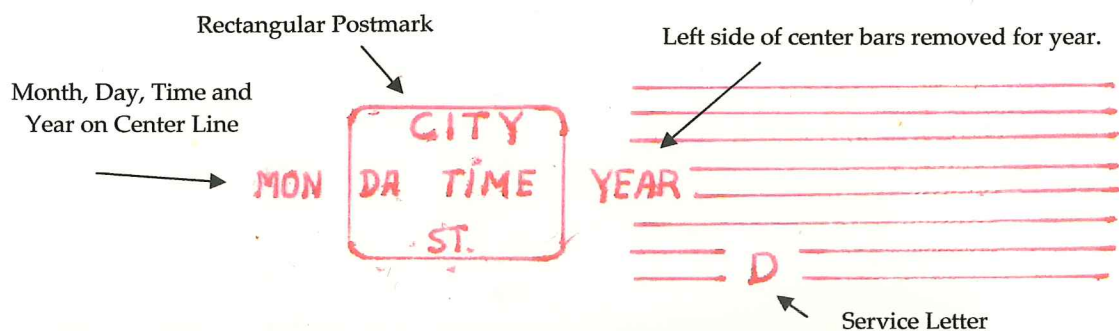 Rectangular Postmark
Left side of center bars removed for year.
Month, Day, Time and
Year on Center Line
CITY
MON DA TIME YEAR
ST.
D
Service Letter